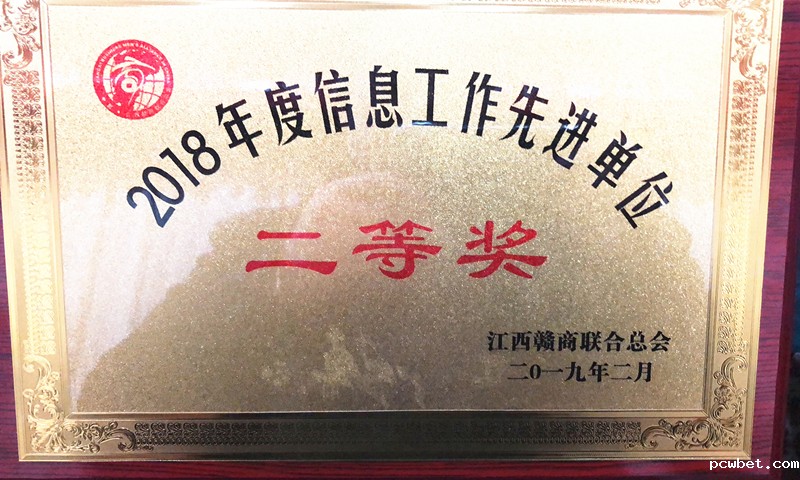 2018年度信息工作先进单位
二等奖
江西赣商联合总会
二0一九年二月
pcwbet.com